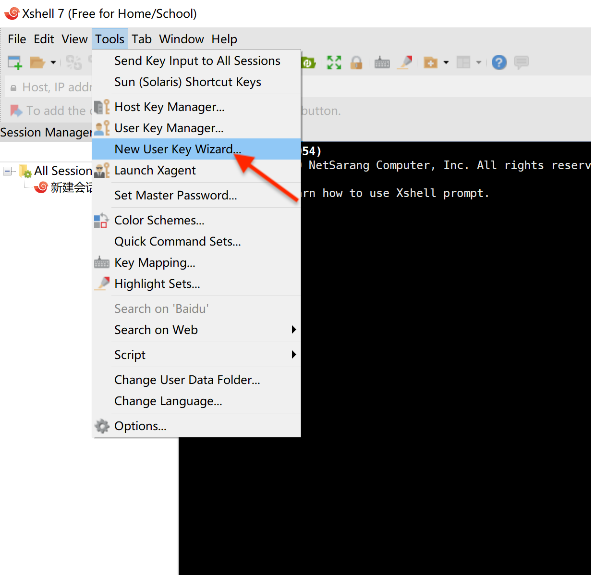 Xshell 7 (Free for Home/School)
File Edit View Tools Tab Window Help
Send Key Input to All Sessions
Sun (Solaris) Shortcut Keys
Host, IP addr
Host Key Manager...
To add the c
button.
User Key Manager...
Session Manager
New User Key Wizard...
54)
NetSarang Computer, Inc. All rights reserv
All Session
Launch Xagent
新建会话
Set Master Password...
rn how to use Xshell prompt.
Color Schemes...
Quick Command Sets...
Key Mapping...
Highlight Sets...
Search on 'Baidu'
Search on Web
Script
Change User Data Folder...
Change Language...
Options...